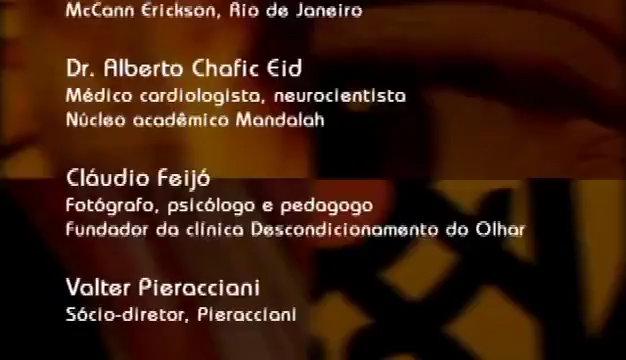 McCann Erickson, Rio de Janeiro
Dr. Alberto Chafic Eid
Médico cardiologista, neurocientista
Núcleo acadêmico Mandalah
Cláudio Feijó
Fotógrafo, psicólogo e pedagogo
Fundador da clínica Descondicionamento do Olhar
Valter Pieracciani
Sócio-diretor, Pieracciani